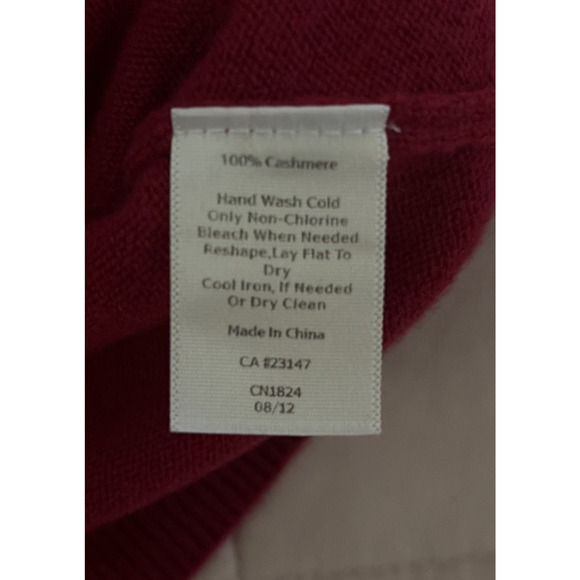 100% Cashmere
Hand Wash Cold
Only Non-Chlorine
Bleach When Needed
Reshape,Lay Flat To
Dry
Cool Iron, If Needed
Or Dry Clean
Made In China
CA #23147
CN1824
08/12